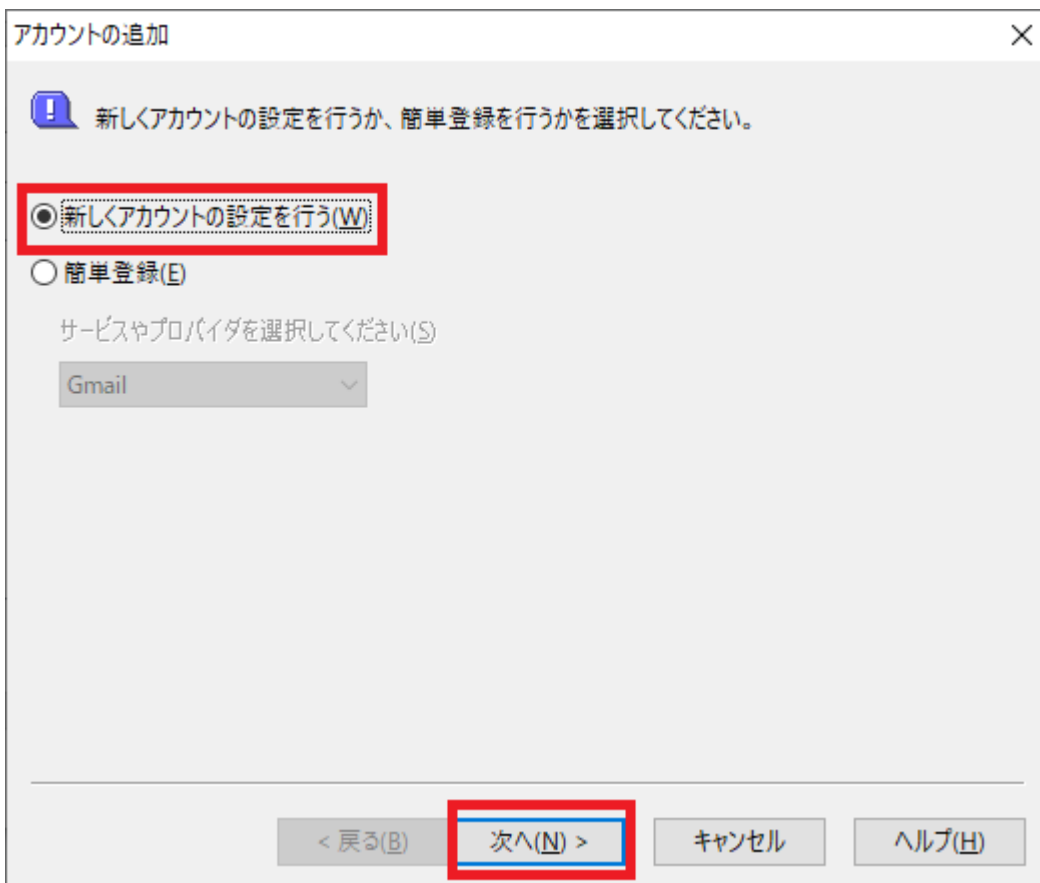 アカウントの追加
新しくアカウントの設定を行うか、簡単登録を行うかを選択してください。
新しくアカウントの設定を行う(W)
簡単登録(E)
サービスやプロバイダを選択してください(S)
Gmail
< 戻る(B) 次へ(N) > キャンセル ヘルプ(H)